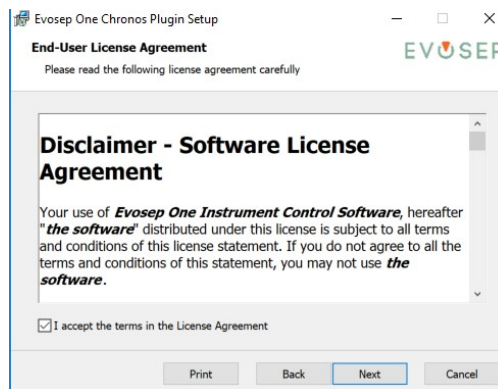 Evosep One Chronos Plugin Setup
End-User License Agreement
Please read the following license agreement carefully
EVOSEP
Disclaimer - Software License
Agreement
Your use of Evosep One Instrument Control Software, hereafter
"the software" distributed under this license is subject to all terms
and conditions of this license statement. If you do not agree to all the
terms and conditions of this statement, you may not use the
software.
I accept the terms in the License Agreement
Print Back Next Cancel